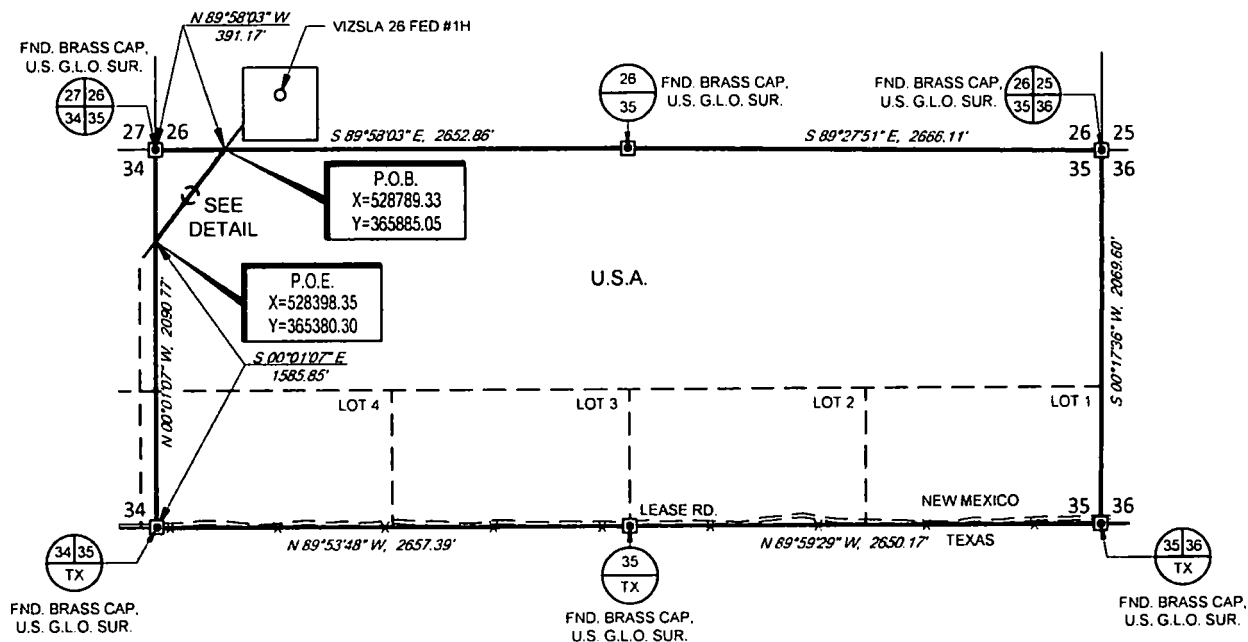 N 89°58'03" W
391.17'
VIZSLA 26 FED #1H
FND. BRASS CAP,
U.S. G.L.O. SUR.
27 26
34 35
26
35
FND. BRASS CAP,
U.S. G.L.O. SUR.
FND. BRASS CAP,
U.S. G.L.O. SUR.
26 25
35 36
27 26
34
S 89°58'03" E, 2652.86'
S 89°27'51" E, 2666.11'
26 25
35 36
P.O.B.
X=528789.33
Y=365885.05
SEE
DETAIL
U.S.A.
P.O.E.
X=528398.35
Y=365380.30
S 00°01'07" E
1585.85'
N 00°01'07" W, 2090.77'
S 00°17'36" W, 2069.60'
LOT 4
LOT 3
LOT 2
LOT 1
34
LEASE RD.
NEW MEXICO
35 36
N 89°53'48" W, 2657.39'
N 89°59'29" W, 2650.17'
TEXAS
34 35
TX
FND. BRASS CAP,
U.S. G.L.O. SUR.
35
TX
FND. BRASS CAP,
U.S. G.L.O. SUR.
35 36
TX
FND. BRASS CAP,
U.S. G.L.O. SUR.